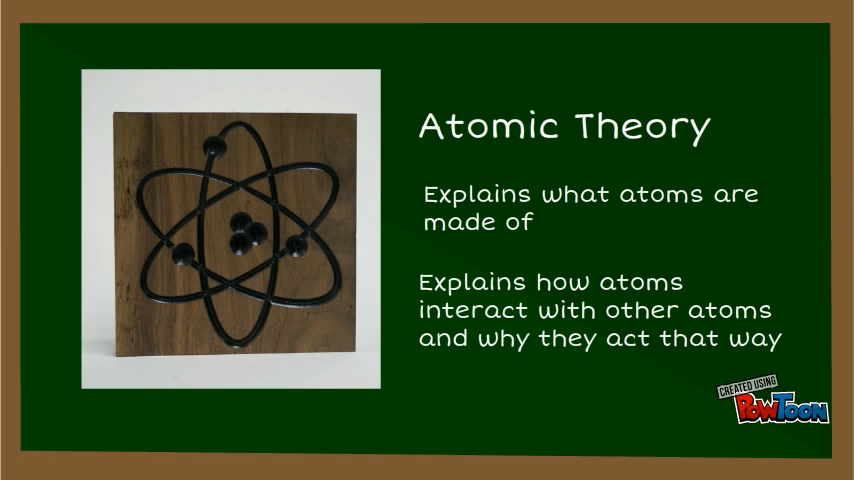 Atomic Theory
Explains what atoms are
made of
Explains how atoms
interact with other atoms
and why they act that way
CREATED USING
POWTOON